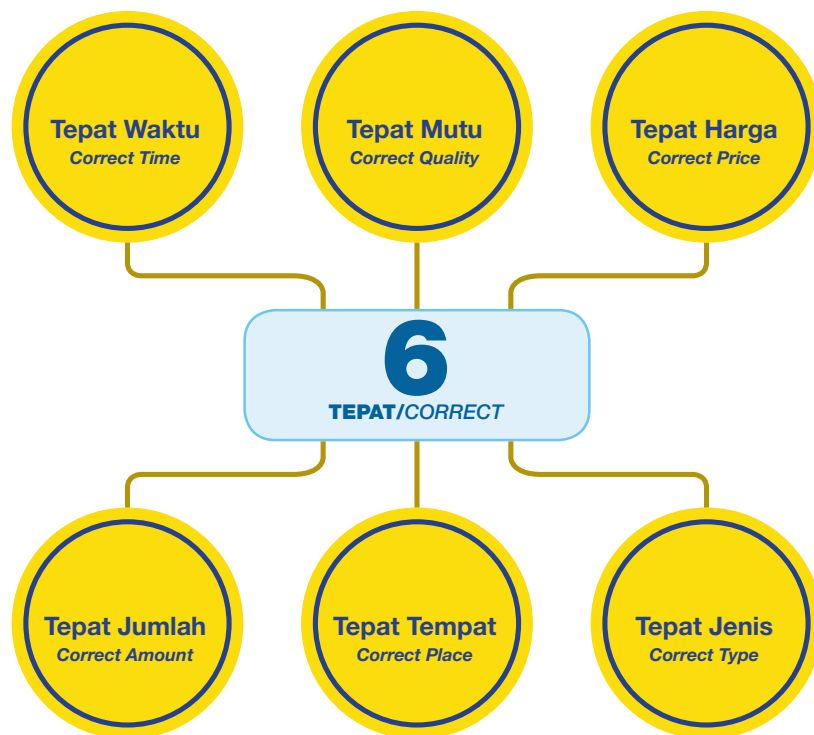 Tepat Waktu
Correct Time
Tepat Mutu
Correct Quality
Tepat Harga
Correct Price
6
TEPAT/CORRECT
Tepat Jumlah
Correct Amount
Tepat Tempat
Correct Place
Tepat Jenis
Correct Type